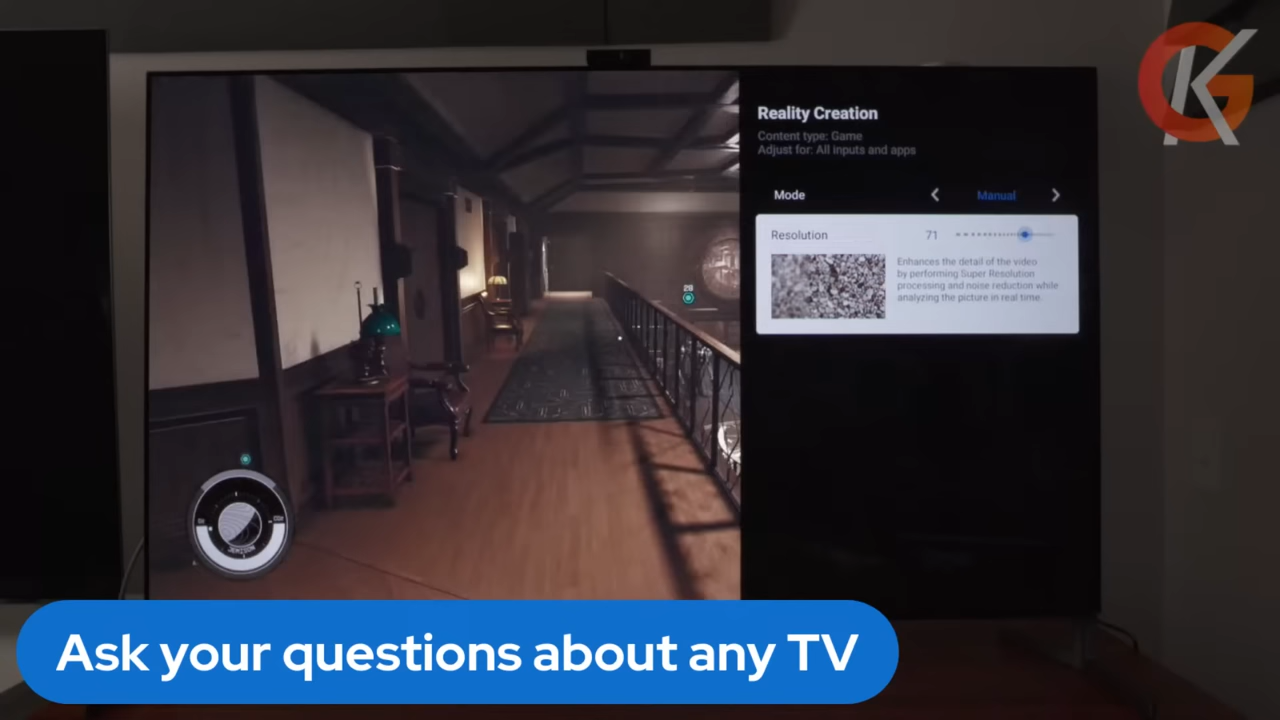 KG
Reality Creation
Content type: Game
Adjust for: All inputs and apps
Mode
Manual
Resolution 71
Enhances the detail of the video
by performing Super Resolution
processing and noise reduction while
analyzing the picture in real time.
29
Ask your questions about any TV